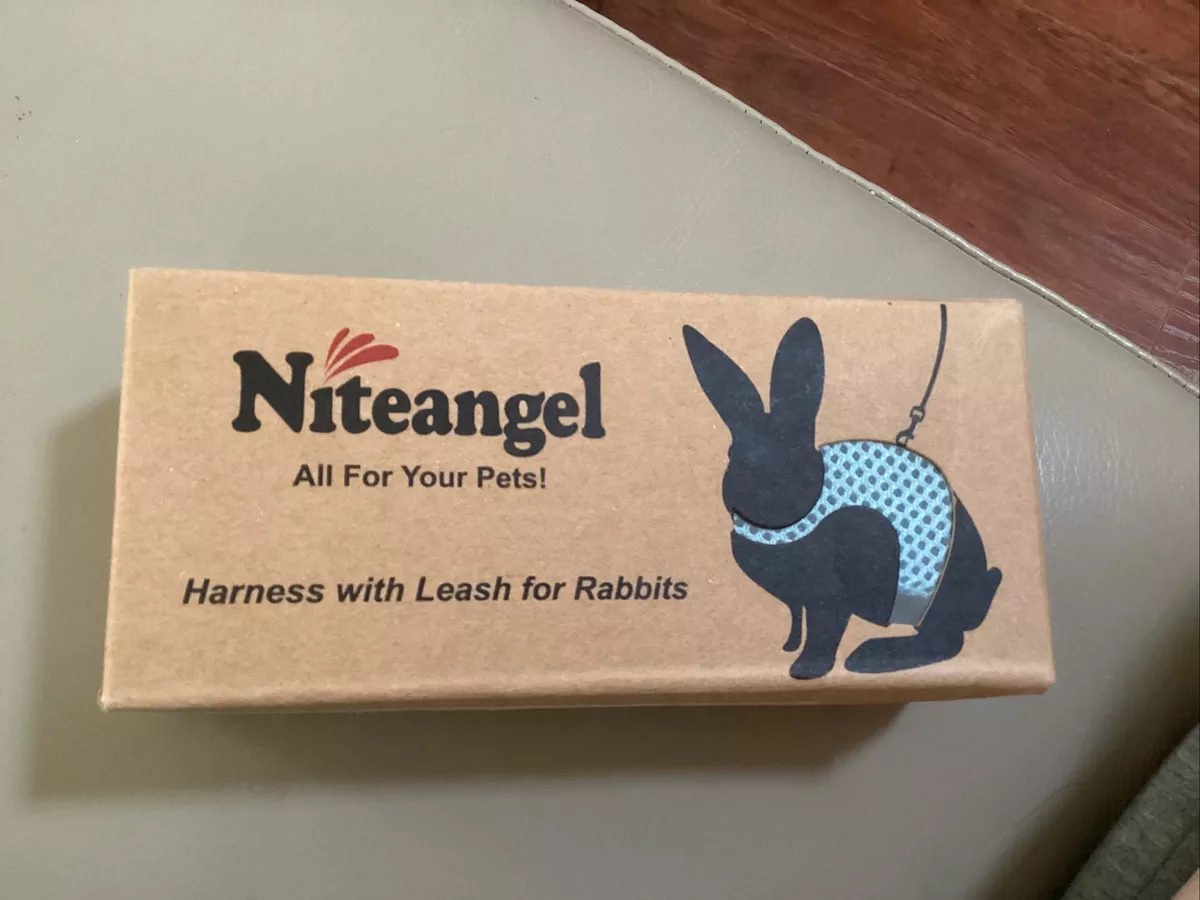 Niteangel
All For Your Pets!
Harness with Leash for Rabbits